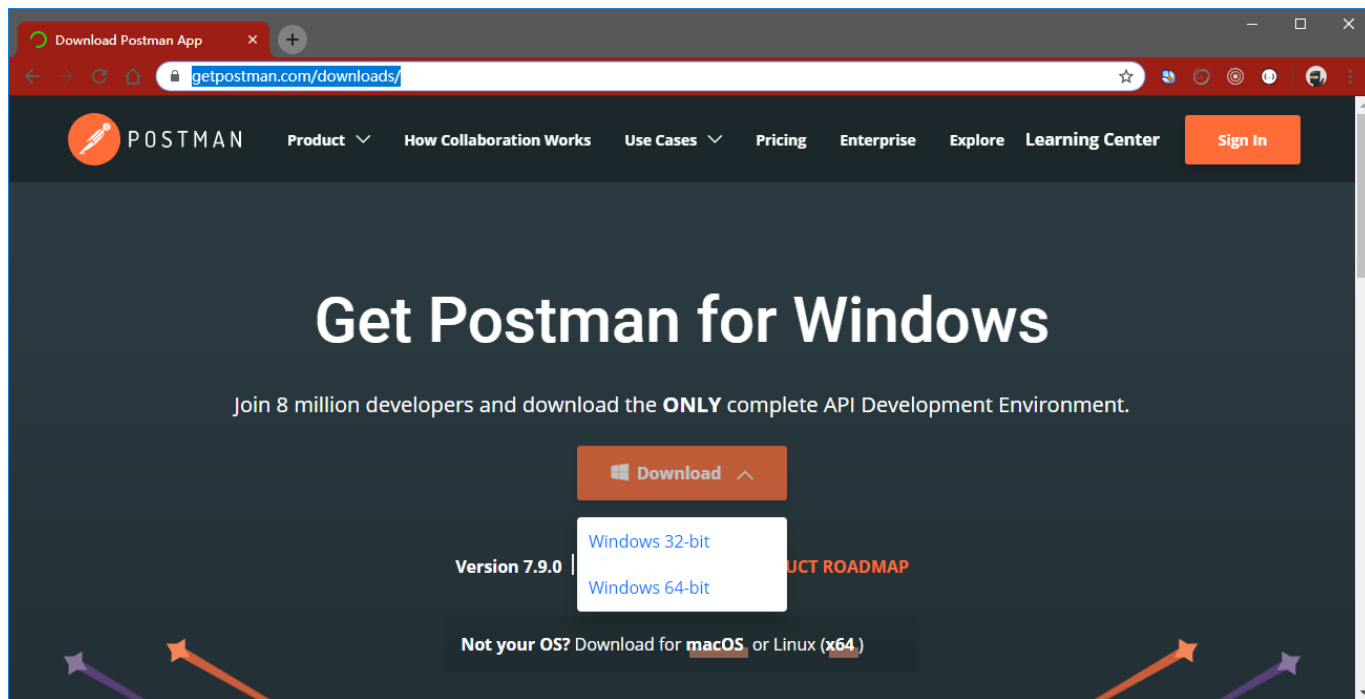 Download Postman App
getpostman.com/downloads/
POSTMAN Product How Collaboration Works Use Cases Pricing Enterprise Explore Learning Center Sign In
Get Postman for Windows
Join 8 million developers and download the ONLY complete API Development Environment.
Download
Windows 32-bit
Version 7.9.0 | UCT ROADMAP
Windows 64-bit
Not your OS? Download for macOS or Linux (x64)